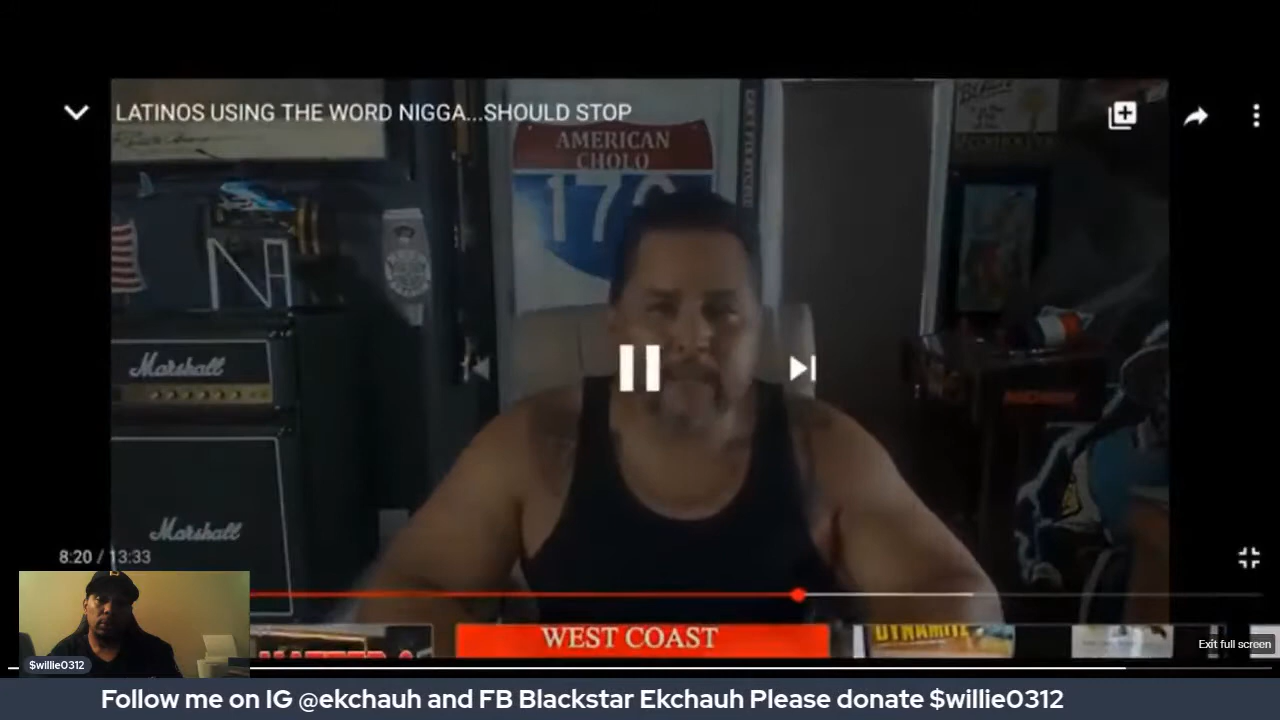 LATINOS USING THE WORD NIGGA...SHOULD STOP
AMERICAN
CHOLO
Marshall
Marshall
8:20 / 13:33
WEST COAST
DYNAMITE
Exit full screen
$willie0312
Follow me on IG @ekchauh and FB Blackstar Ekchauh Please donate $willie0312